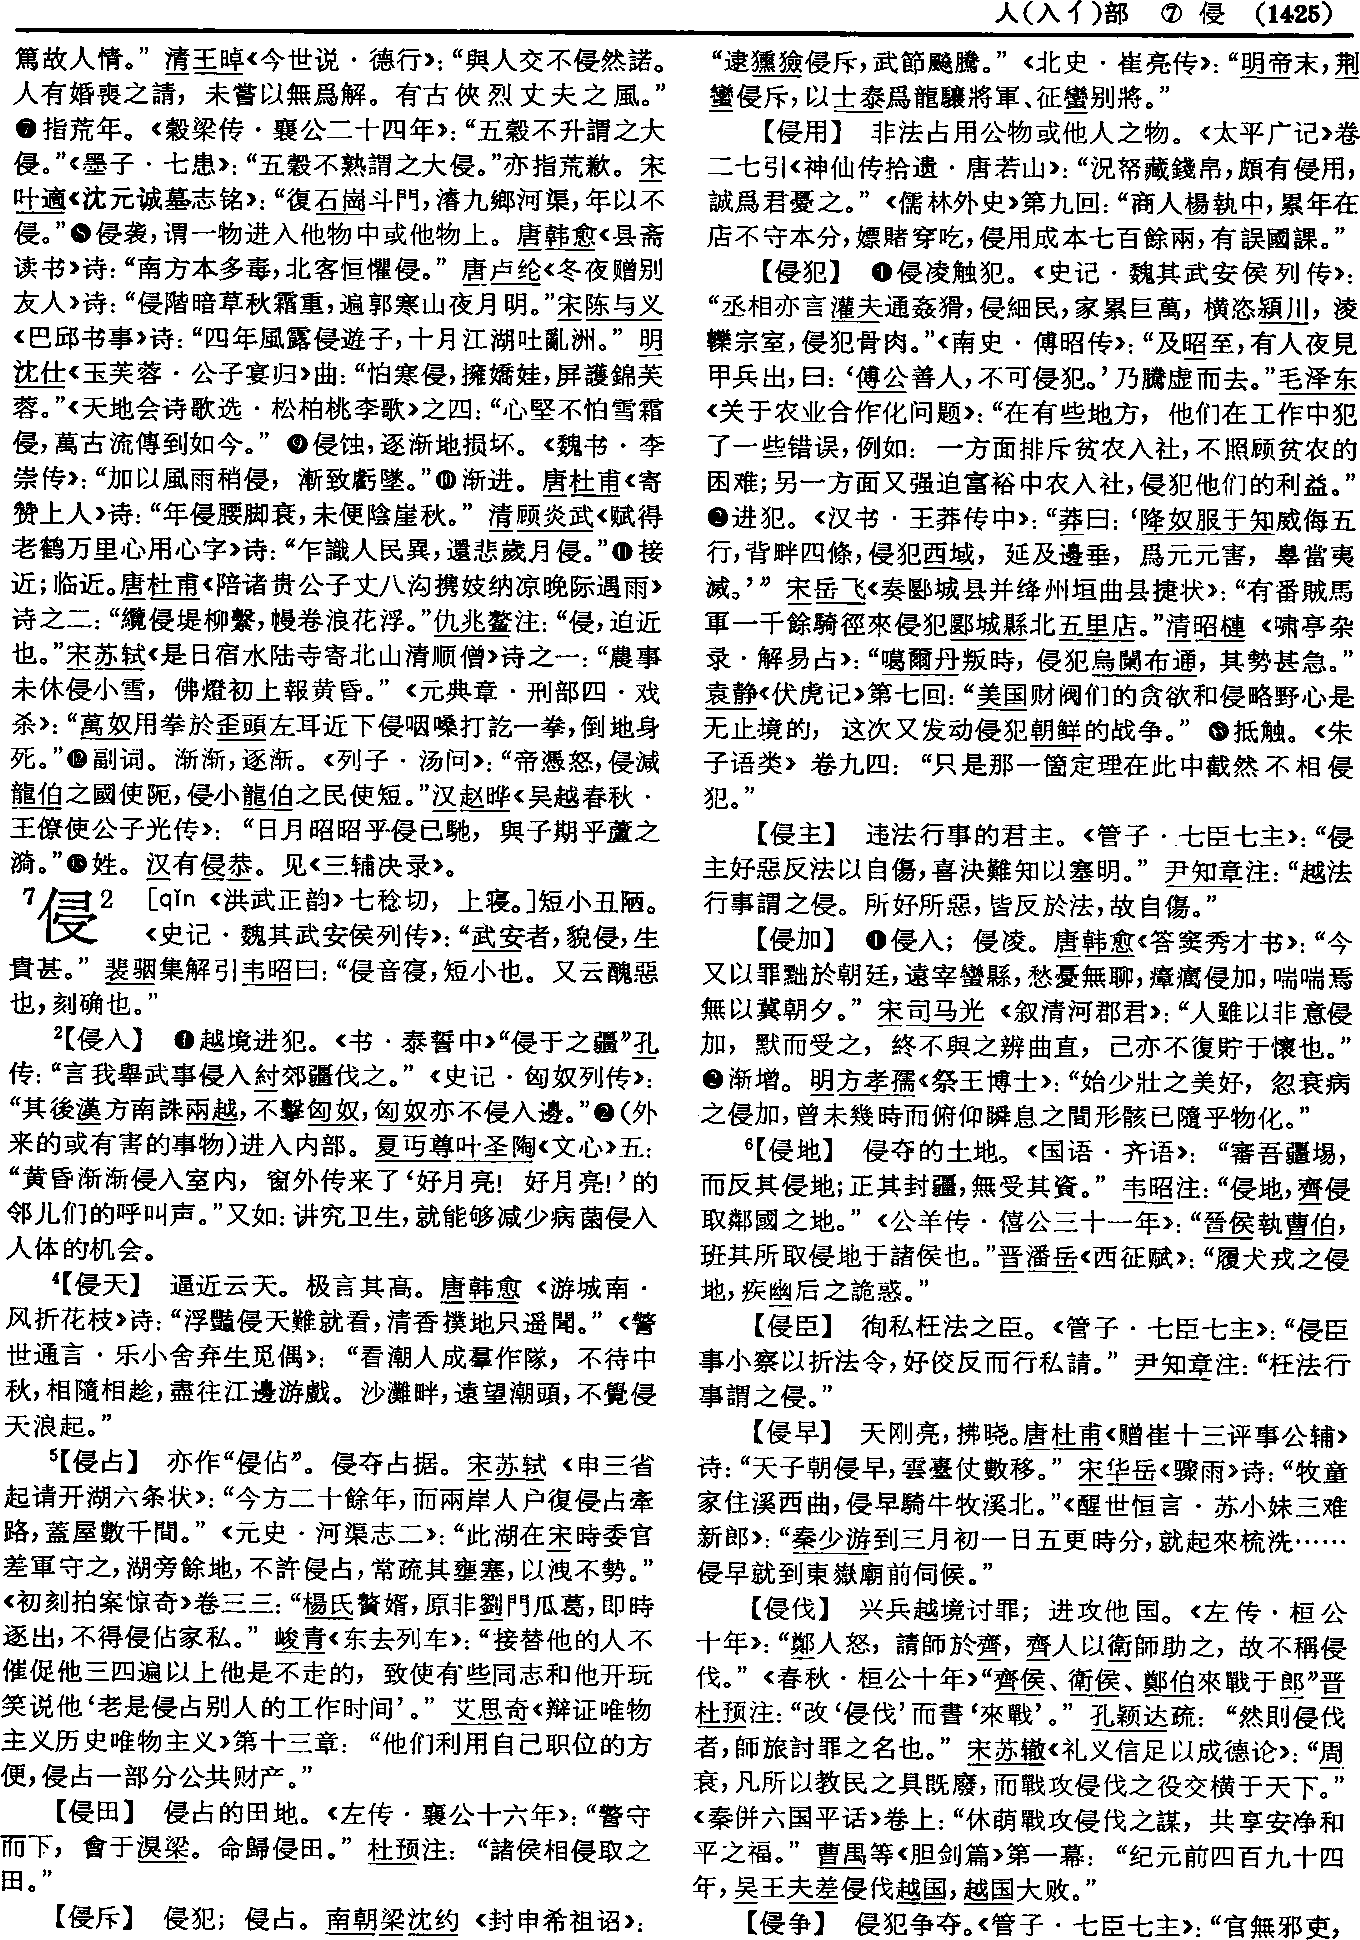 人(入亻)部 ⑦ 侵 (1425)
篤故人情。” 清王晫《今世说·德行》：“與人交不侵然諾。
人有婚喪之請，未嘗以無爲解。有古俠烈丈夫之風。”
❼指荒年。《穀梁传·襄公二十四年》：“五穀不升謂之大
侵。”《墨子·七患》：“五穀不熟謂之大侵。”亦指荒歉。宋
叶適《沈元诚墓志铭》：“復石崗斗門，濬九鄉河渠，年以不
侵。”❽侵袭，谓一物进入他物中或他物上。唐韩愈《县斋
读书》诗：“南方本多毒，北客恒懼侵。” 唐卢纶《冬夜赠别
友人》诗：“侵階暗草秋霜重，遍郭寒山夜月明。”宋陈与义
《巴邱书事》诗：“四年風露侵遊子，十月江湖吐亂洲。” 明
沈仕《玉芙蓉·公子宴归》曲：“怕寒侵，擁嬌娃，屏護錦芙
蓉。”《天地会诗歌选·松柏桃李歌》之四：“心堅不怕雪霜
侵，萬古流傳到如今。” ❾侵蚀，逐渐地损坏。《魏书·李
崇传》：“加以風雨稍侵，漸致虧墜。”❿渐进。唐杜甫《寄
赞上人》诗：“年侵腰脚衰，未便陰崖秋。” 清顾炎武《赋得
老鹤万里心用心字》诗：“乍識人民異，還悲歲月侵。”⓫接
近；临近。唐杜甫《陪诸贵公子丈八沟携妓纳凉晚际遇雨》
诗之二：“纜侵堤柳繫，幔卷浪花浮。”仇兆鳌注：“侵，迫近
也。”宋苏轼《是日宿水陆寺寄北山清顺僧》诗之一：“農事
未休侵小雪，佛燈初上報黄昏。” 《元典章·刑部四·戏
杀》：“萬奴用拳於歪頭左耳近下侵咽嗓打訖一拳，倒地身
死。”⓬副词。渐渐，逐渐。《列子·汤问》：“帝憑怒，侵減
龍伯之國使阨，侵小龍伯之民使短。”汉赵晔《吴越春秋·
王僚使公子光传》：“日月昭昭乎侵已馳，與子期乎蘆之
漪。”⓭姓。汉有侵恭。见《三辅决录》。
7侵2 [qǐn《洪武正韵》七稔切，上寝。]短小丑陋。
《史记·魏其武安侯列传》：“武安者，貌侵，生
貴甚。” 裴骃集解引韦昭曰：“侵音寑，短小也。又云醜惡
也，刻确也。”
2【侵入】 ❶越境进犯。《书·泰誓中》“侵于之疆”孔
传：“言我舉武事侵入紂郊疆伐之。” 《史记·匈奴列传》：
“其後漢方南誅兩越，不擊匈奴，匈奴亦不侵入邊。”❷(外
来的或有害的事物)进入内部。夏丏尊叶圣陶《文心》五：
“黄昏渐渐侵入室内，窗外传来了‘好月亮！好月亮！’的
邻儿们的呼叫声。”又如：讲究卫生，就能够减少病菌侵入
人体的机会。
4【侵天】 逼近云天。极言其高。唐韩愈《游城南·
风折花枝》诗：“浮豔侵天難就看，清香撲地只遥聞。” 《警
世通言·乐小舍弃生觅偶》：“看潮人成羣作隊，不待中
秋，相隨相趁，盡往江邊游戲。沙灘畔，遠望潮頭，不覺侵
天浪起。”
5【侵占】 亦作“侵佔”。侵夺占据。宋苏轼《申三省
起请开湖六条状》：“今方二十餘年，而兩岸人户復侵占牽
路，蓋屋數千間。” 《元史·河渠志二》：“此湖在宋時委官
差軍守之，湖旁餘地，不許侵占，常疏其壅塞，以洩不勢。”
《初刻拍案惊奇》卷三三：“楊氏贅婿，原非劉門瓜葛，即時
逐出，不得侵佔家私。” 峻青《东去列车》：“接替他的人不
催促他三四遍以上他是不走的，致使有些同志和他开玩
笑说他‘老是侵占别人的工作时间’。” 艾思奇《辩证唯物
主义历史唯物主义》第十三章：“他们利用自己职位的方
便，侵占一部分公共财产。”
【侵田】 侵占的田地。《左传·襄公十六年》：“警守
而下，會于溴梁。命歸侵田。” 杜预注：“諸侯相侵取之
田。”
【侵斥】 侵犯；侵占。南朝梁沈约《封申希祖诏》：
“逮獯獫侵斥，武節飈騰。” 《北史·崔亮传》：“明帝末，荆
蠻侵斥，以士泰爲龍驤將軍、征蠻别將。”
【侵用】 非法占用公物或他人之物。《太平广记》卷
二七引《神仙传拾遗·唐若山》：“況帑藏錢帛，頗有侵用，
誠爲君憂之。” 《儒林外史》第九回：“商人楊執中，累年在
店不守本分，嫖賭穿吃，侵用成本七百餘兩，有誤國課。”
【侵犯】 ❶侵凌触犯。《史记·魏其武安侯列传》：
“丞相亦言灌夫通姦猾，侵細民，家累巨萬，横恣潁川，淩
轢宗室，侵犯骨肉。”《南史·傅昭传》：“及昭至，有人夜見
甲兵出，曰：‘傅公善人，不可侵犯。’乃騰虚而去。”毛泽东
《关于农业合作化问题》：“在有些地方，他们在工作中犯
了一些错误，例如：一方面排斥贫农入社，不照顾贫农的
困难；另一方面又强迫富裕中农入社，侵犯他们的利益。”
❷进犯。《汉书·王莽传中》：“莽曰：‘降奴服于知威侮五
行，背畔四條，侵犯西域，延及邊垂，爲元元害，辠當夷
滅。’” 宋岳飞《奏郾城县并绛州垣曲县捷状》：“有番賊馬
軍一千餘騎徑來侵犯郾城縣北五里店。”清昭槤《啸亭杂
录·解易占》：“噶爾丹叛時，侵犯烏闌布通，其勢甚急。”
袁静《伏虎记》第七回：“美国财阀们的贪欲和侵略野心是
无止境的，这次又发动侵犯朝鲜的战争。” ❸抵触。《朱
子语类》卷九四：“只是那一箇定理在此中截然不相侵
犯。”
【侵主】 违法行事的君主。《管子·七臣七主》：“侵
主好惡反法以自傷，喜決難知以塞明。” 尹知章注：“越法
行事謂之侵。所好所惡，皆反於法，故自傷。”
【侵加】 ❶侵入；侵凌。唐韩愈《答窦秀才书》：“今
又以罪黜於朝廷，遠宰蠻縣，愁憂無聊，瘴癘侵加，喘喘焉
無以冀朝夕。” 宋司马光《叙清河郡君》：“人雖以非意侵
加，默而受之，終不與之辨曲直，己亦不復貯于懷也。”
❷渐增。明方孝孺《祭王博士》：“始少壯之美好，忽衰病
之侵加，曾未幾時而俯仰瞬息之間形骸已隨乎物化。”
6【侵地】 侵夺的土地。《国语·齐语》：“審吾疆場，
而反其侵地；正其封疆，無受其資。” 韦昭注：“侵地，齊侵
取鄰國之地。” 《公羊传·僖公三十一年》：“晉侯執曹伯，
班其所取侵地于諸侯也。”晋潘岳《西征赋》：“履犬戎之侵
地，疾幽后之詭惑。”
【侵臣】 徇私枉法之臣。《管子·七臣七主》：“侵臣
事小察以折法令，好佼反而行私請。” 尹知章注：“枉法行
事謂之侵。”
【侵早】 天刚亮，拂晓。唐杜甫《赠崔十三评事公辅》
诗：“天子朝侵早，雲臺仗數移。” 宋华岳《骤雨》诗：“牧童
家住溪西曲，侵早騎牛牧溪北。”《醒世恒言·苏小妹三难
新郎》：“秦少游到三月初一日五更時分，就起來梳洗……
侵早就到東嶽廟前伺候。”
【侵伐】 兴兵越境讨罪；进攻他国。《左传·桓公
十年》：“鄭人怒，請師於齊，齊人以衛師助之，故不稱侵
伐。” 《春秋·桓公十年》“齊侯、衛侯、鄭伯來戰于郎”晋
杜预注：“改‘侵伐’而書‘來戰’。” 孔颖达疏：“然則侵伐
者，師旅討罪之名也。” 宋苏辙《礼义信足以成德论》：“周
衰，凡所以教民之具既廢，而戰攻侵伐之役交横于天下。”
《秦併六国平话》卷上：“休萌戰攻侵伐之謀，共享安净和
平之福。” 曹禺等《胆剑篇》第一幕：“纪元前四百九十四
年，吴王夫差侵伐越国，越国大败。”
【侵争】 侵犯争夺。《管子·七臣七主》：“官無邪吏，